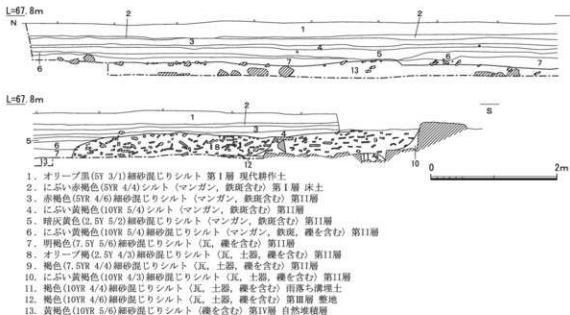 L=67.8m
N
2
2
1
3
4
5
6
6
7
7
7
13
L=67.8m
S
2
1
5
3
4
6
7
8
12
11
10
13
0
2m
1. オリーブ黒(5Y 3/1)細砂混じりシルト 第Ⅰ層 現代耕作土
2. にぶい赤褐色(5YR 4/4)シルト(マンガン、鉄斑含む) 第Ⅰ層 床土
3. 赤褐色(5YR 4/6)細砂混じりシルト(マンガン、鉄斑含む) 第II層
4. にぶい黄褐色(10YR 5/4)シルト(マンガン、鉄斑含む) 第II層
5. 暗灰黄色(2.5Y 5/2)細砂混じりシルト(マンガン、鉄斑含む) 第II層
6. にぶい黄褐色(10YR 5/4)細砂混じりシルト(マンガン、鉄斑、礫を含む) 第II層
7. 明褐色(7.5Y 5/6)細砂混じりシルト(瓦、礫を含む) 第II層
8. オリーブ褐(2.5Y 4/3)細砂混じりシルト(瓦、土器、礫を含む) 第II層
9. 褐色(7.5YR 4/4)細砂混じりシルト(瓦、土器、礫を含む) 第II層
10. にぶい黄褐色(10YR 4/3)細砂混じりシルト(瓦、土器、礫を含む) 第II層
11. 褐色(10YR 4/4)細砂混じりシルト(瓦、土器、礫を含む) 雨落ち溝埋土
12. 褐色(10YR 4/6)細砂混じりシルト(瓦、土器、礫を含む) 第Ⅲ層 整地
13. 黄褐色(10YR 5/6)細砂混じりシルト(礫を含む) 第Ⅳ層 自然堆積層